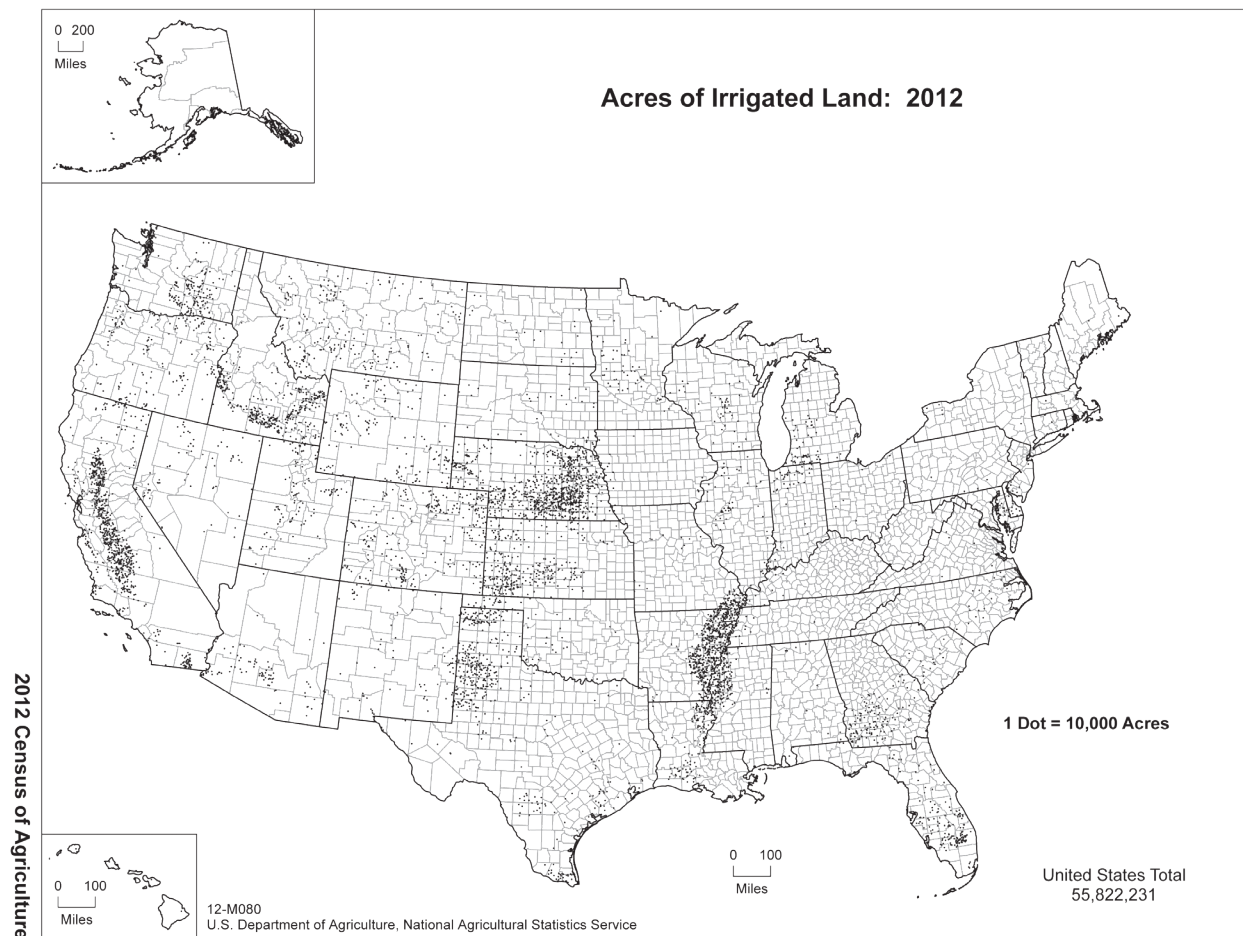 0 200
Miles
Acres of Irrigated Land: 2012
1 Dot = 10,000 Acres
2012 Census of Agriculture
0 100
Miles
0 100
Miles
United States Total
55,822,231
12-M080
U.S. Department of Agriculture, National Agricultural Statistics Service